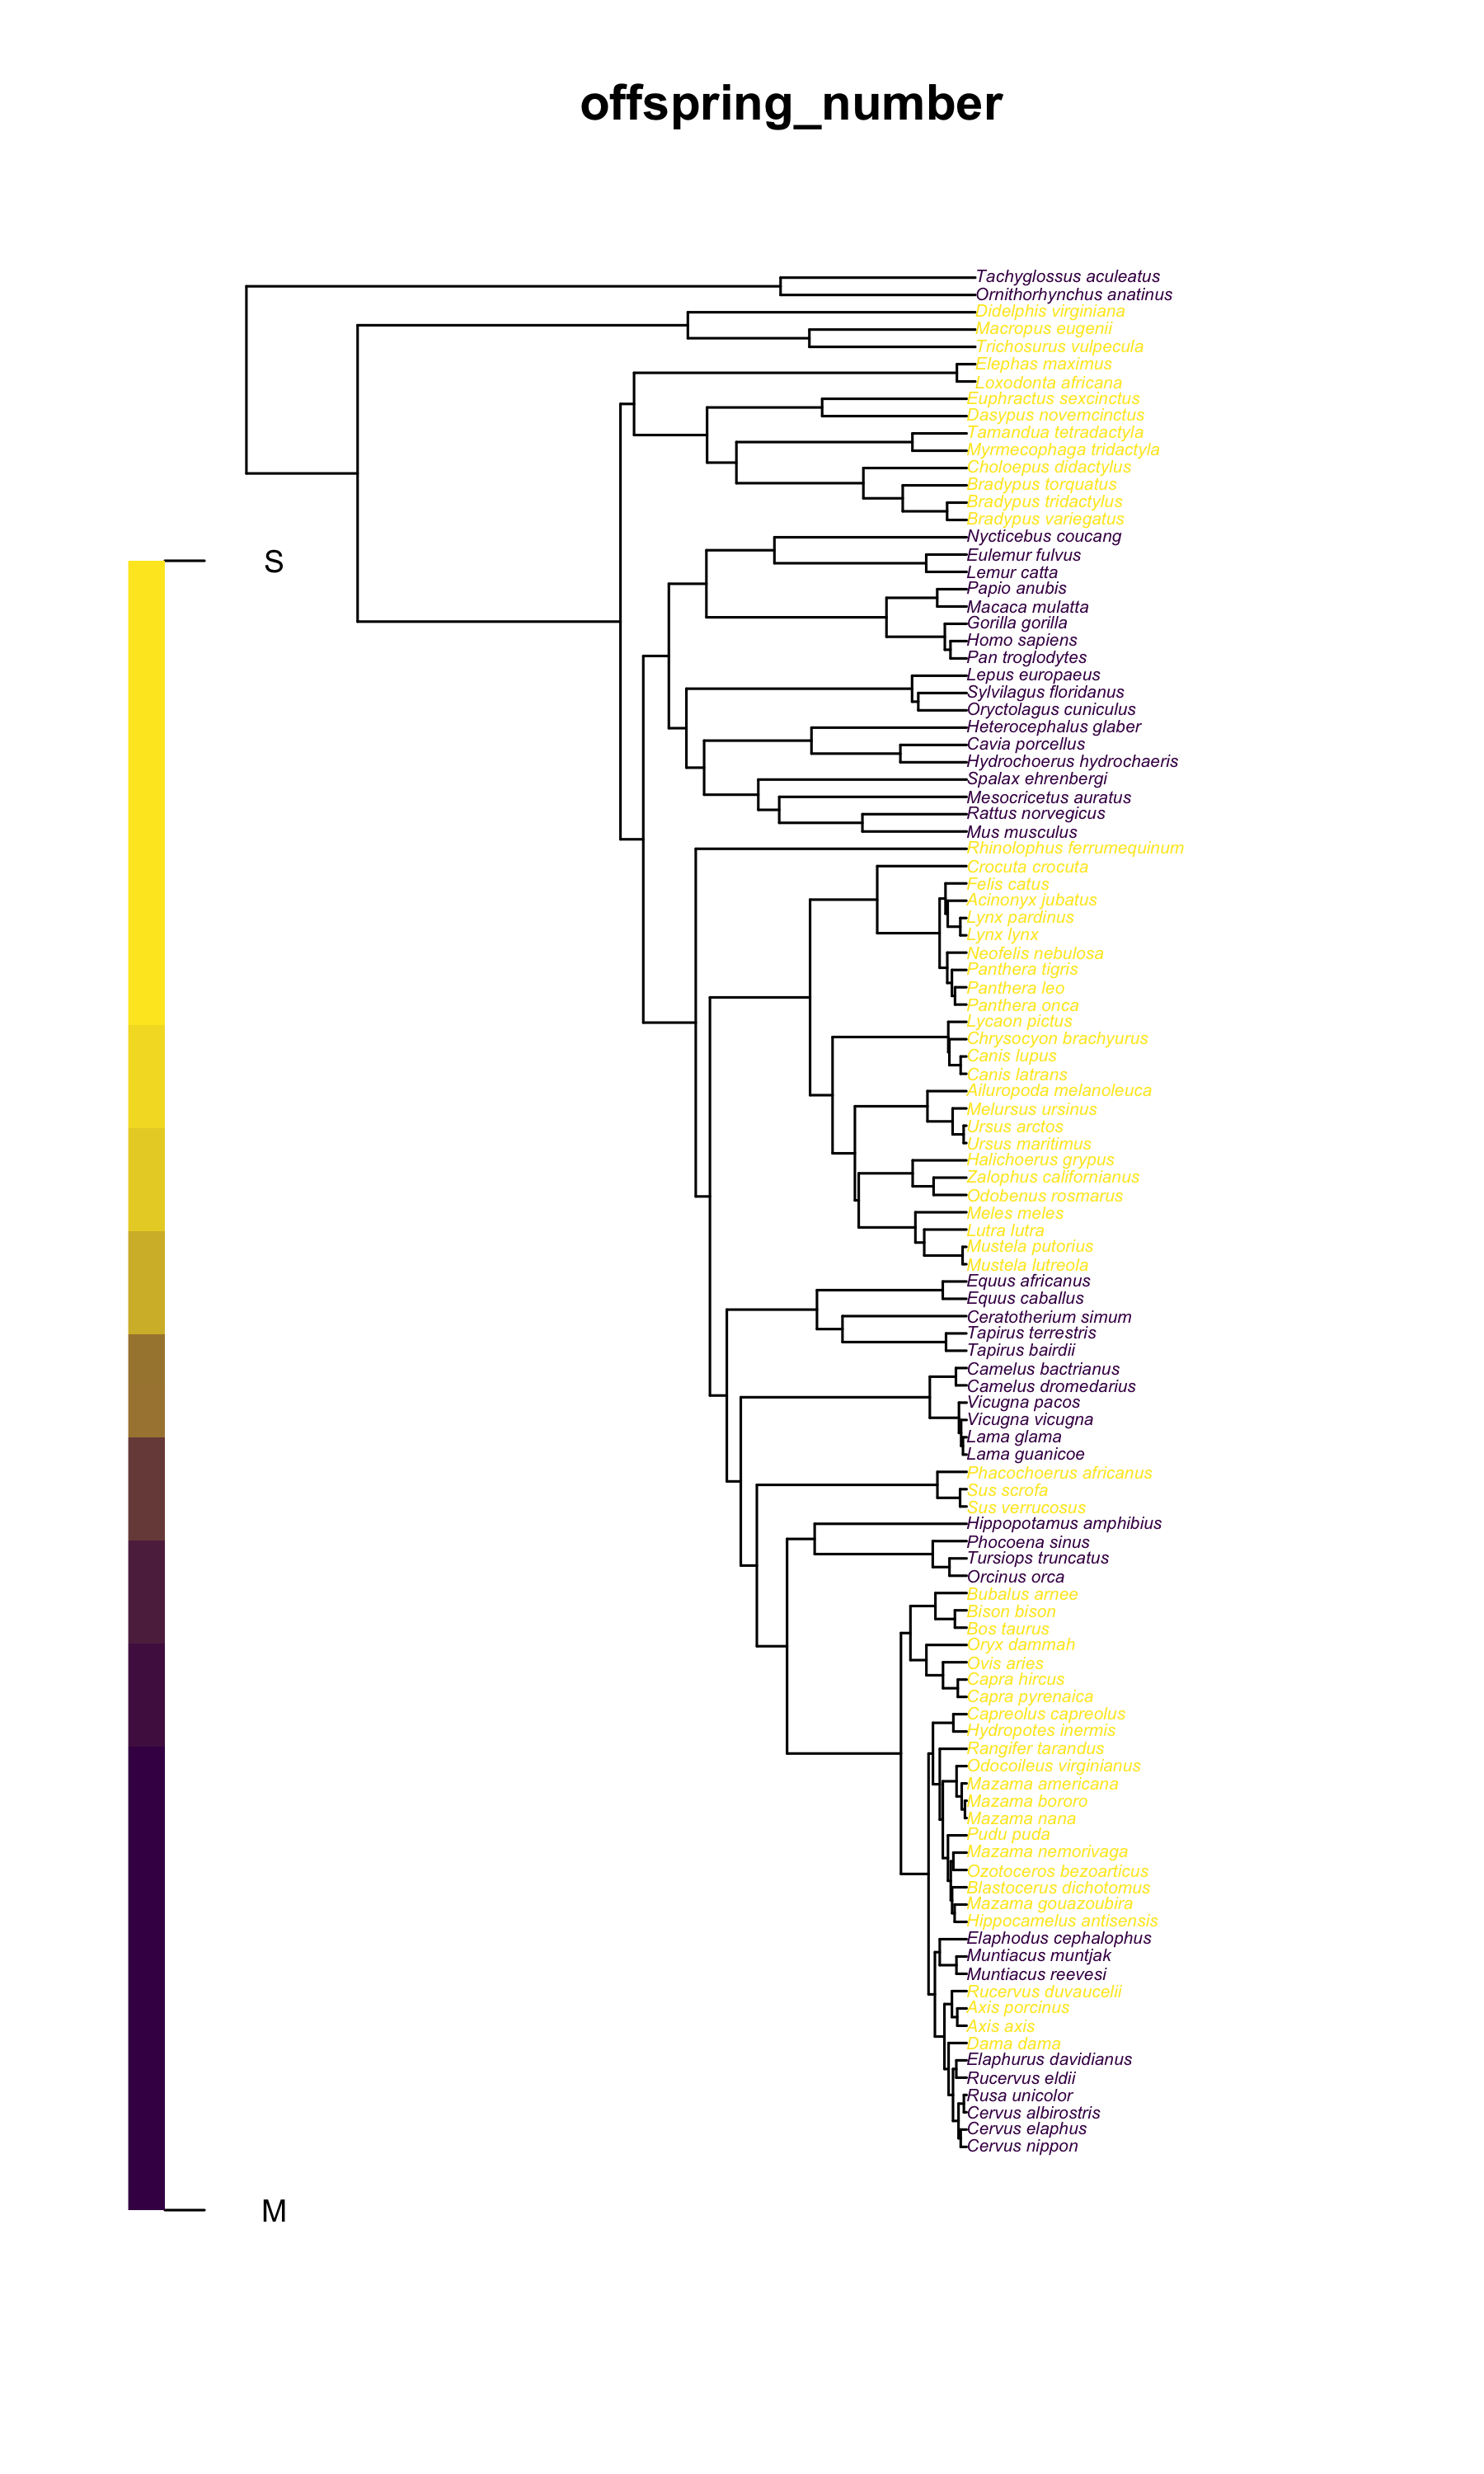 offspring_number
Tachyglossus aculeatus
Ornithorhynchus anatinus
Didelphis virginiana
Macropus eugenii
Trichosurus vulpecula
Elephas maximus
Loxodonta africana
Euphractus sexcinctus
Dasypus novemcinctus
Tamandua tetradactyla
Myrmecophaga tridactyla
Choloepus didactylus
Bradypus torquatus
Bradypus tridactylus
Bradypus variegatus
Nycticebus coucang
Eulemur fulvus
S
Lemur catta
Papio anubis
Macaca mulatta
Gorilla gorilla
Homo sapiens
Pan troglodytes
Lepus europaeus
Sylvilagus floridanus
Oryctolagus cuniculus
Heterocephalus glaber
Cavia porcellus
Hydrochoerus hydrochaeris
Spalax ehrenbergi
Mesocricetus auratus
Rattus norvegicus
Mus musculus
Rhinolophus ferrumequinum
Crocuta crocuta
Felis catus
Acinonyx jubatus
Lynx pardinus
Lynx lynx
Neofelis nebulosa
Panthera tigris
Panthera leo
Panthera onca
Lycaon pictus
Chrysocyon brachyurus
Canis lupus
Canis latrans
Ailuropoda melanoleuca
Melursus ursinus
Ursus arctos
Ursus maritimus
Halichoerus grypus
Zalophus californianus
Odobenus rosmarus
Meles meles
Lutra lutra
Mustela putorius
Mustela lutreola
Equus africanus
Equus caballus
Ceratotherium simum
Tapirus terrestris
Tapirus bairdii
Camelus bactrianus
Camelus dromedarius
Vicugna pacos
Vicugna vicugna
Lama glama
Lama guanicoe
Phacochoerus africanus
Sus scrofa
Sus verrucosus
Hippopotamus amphibius
Phocoena sinus
Tursiops truncatus
Orcinus orca
Bubalus arnee
Bison bison
Bos taurus
Oryx dammah
Ovis aries
Capra hircus
Capra pyrenaica
Capreolus capreolus
Hydropotes inermis
Rangifer tarandus
Odocoileus virginianus
Mazama americana
Mazama bororo
Mazama nana
Pudu puda
Mazama nemorivaga
Ozotoceros bezoarticus
Blastocerus dichotomus
Mazama gouazoubira
Hippocamelus antisensis
Elaphodus cephalophus
Muntiacus muntjak
Muntiacus reevesi
Rucervus duvaucelii
Axis porcinus
Axis axis
Dama dama
Elaphurus davidianus
Rucervus eldii
Rusa unicolor
Cervus albirostris
Cervus elaphus
Cervus nippon
M